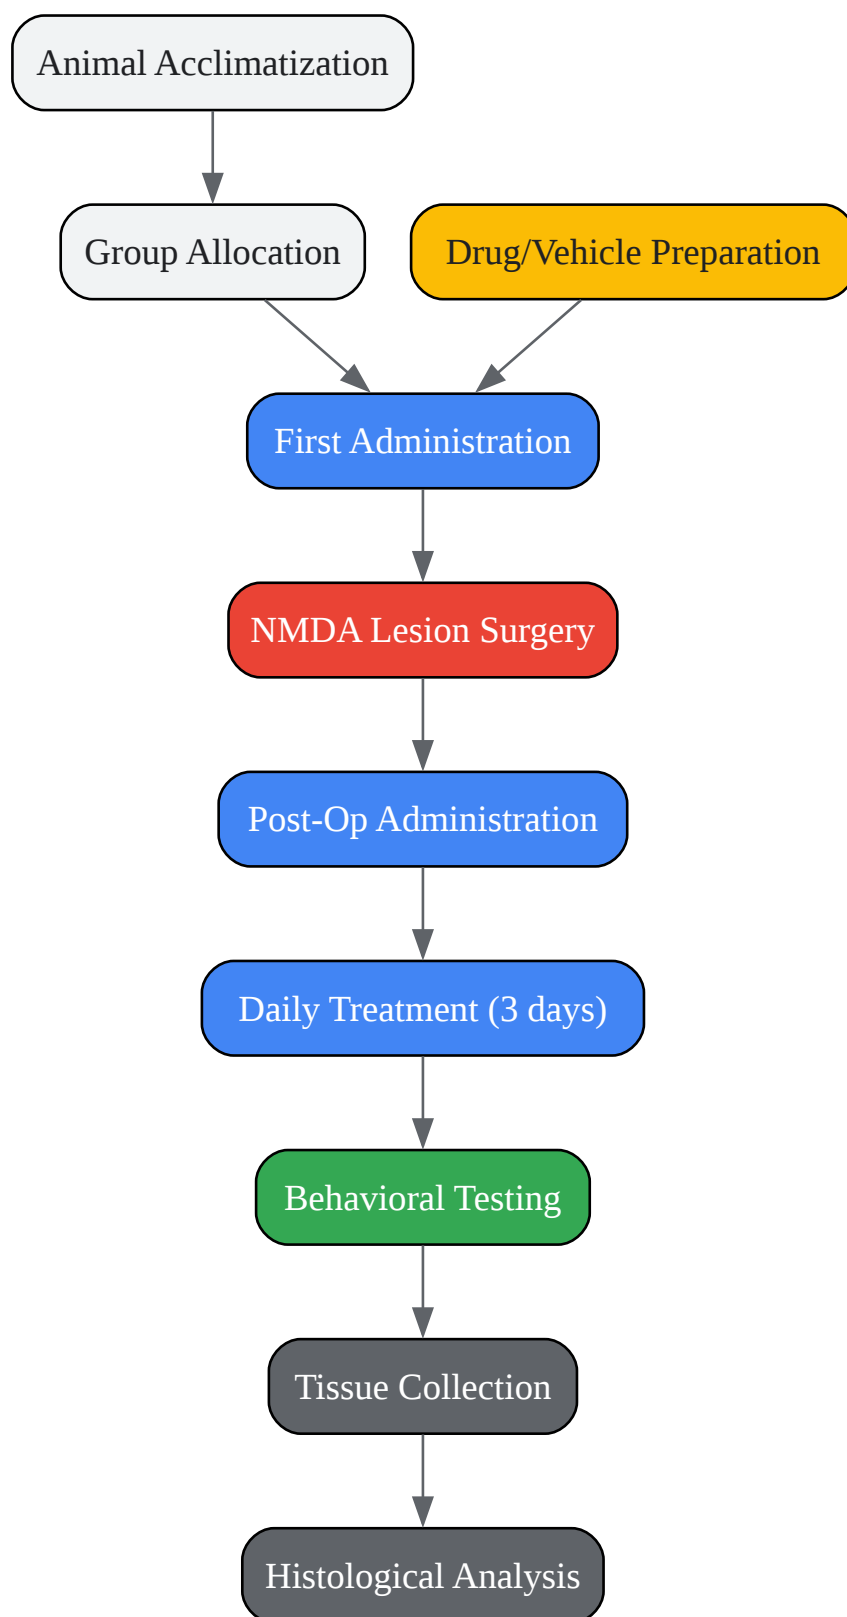 Animal Acclimatization
Group Allocation
Drug/Vehicle Preparation
First Administration
NMDA Lesion Surgery
Post-Op Administration
Daily Treatment (3 days)
Behavioral Testing
Tissue Collection
Histological Analysis